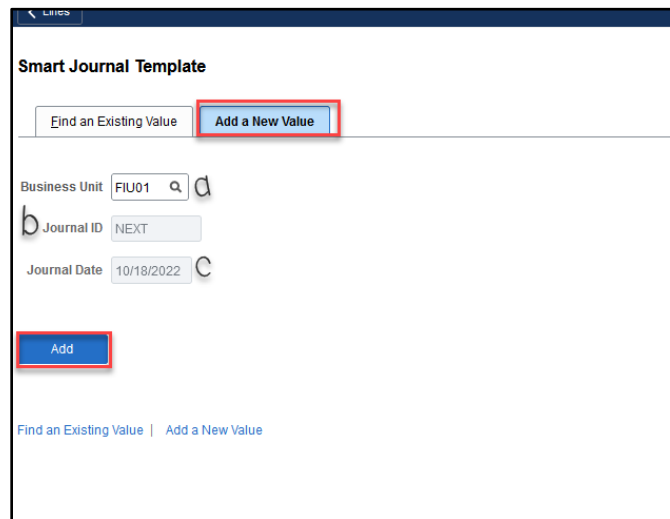 Lines
Smart Journal Template
Find an Existing Value Add a New Value
Business Unit FIU01 a
b Journal ID NEXT
Journal Date 10/18/2022 c
Add
Find an Existing Value | Add a New Value